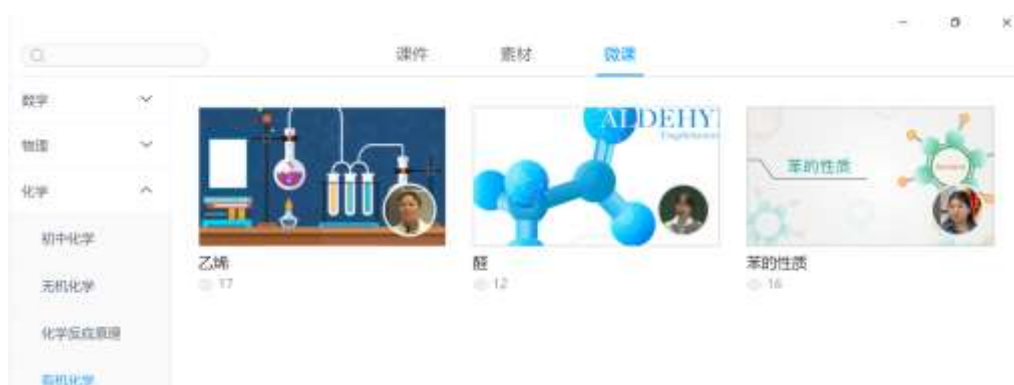 课件 素材 微课
数学
物理
化学
初中化学
无机化学
化学反应原理
有机化学
ALDEHY
苯的性质
乙烯
17
醛
12
苯的性质
16